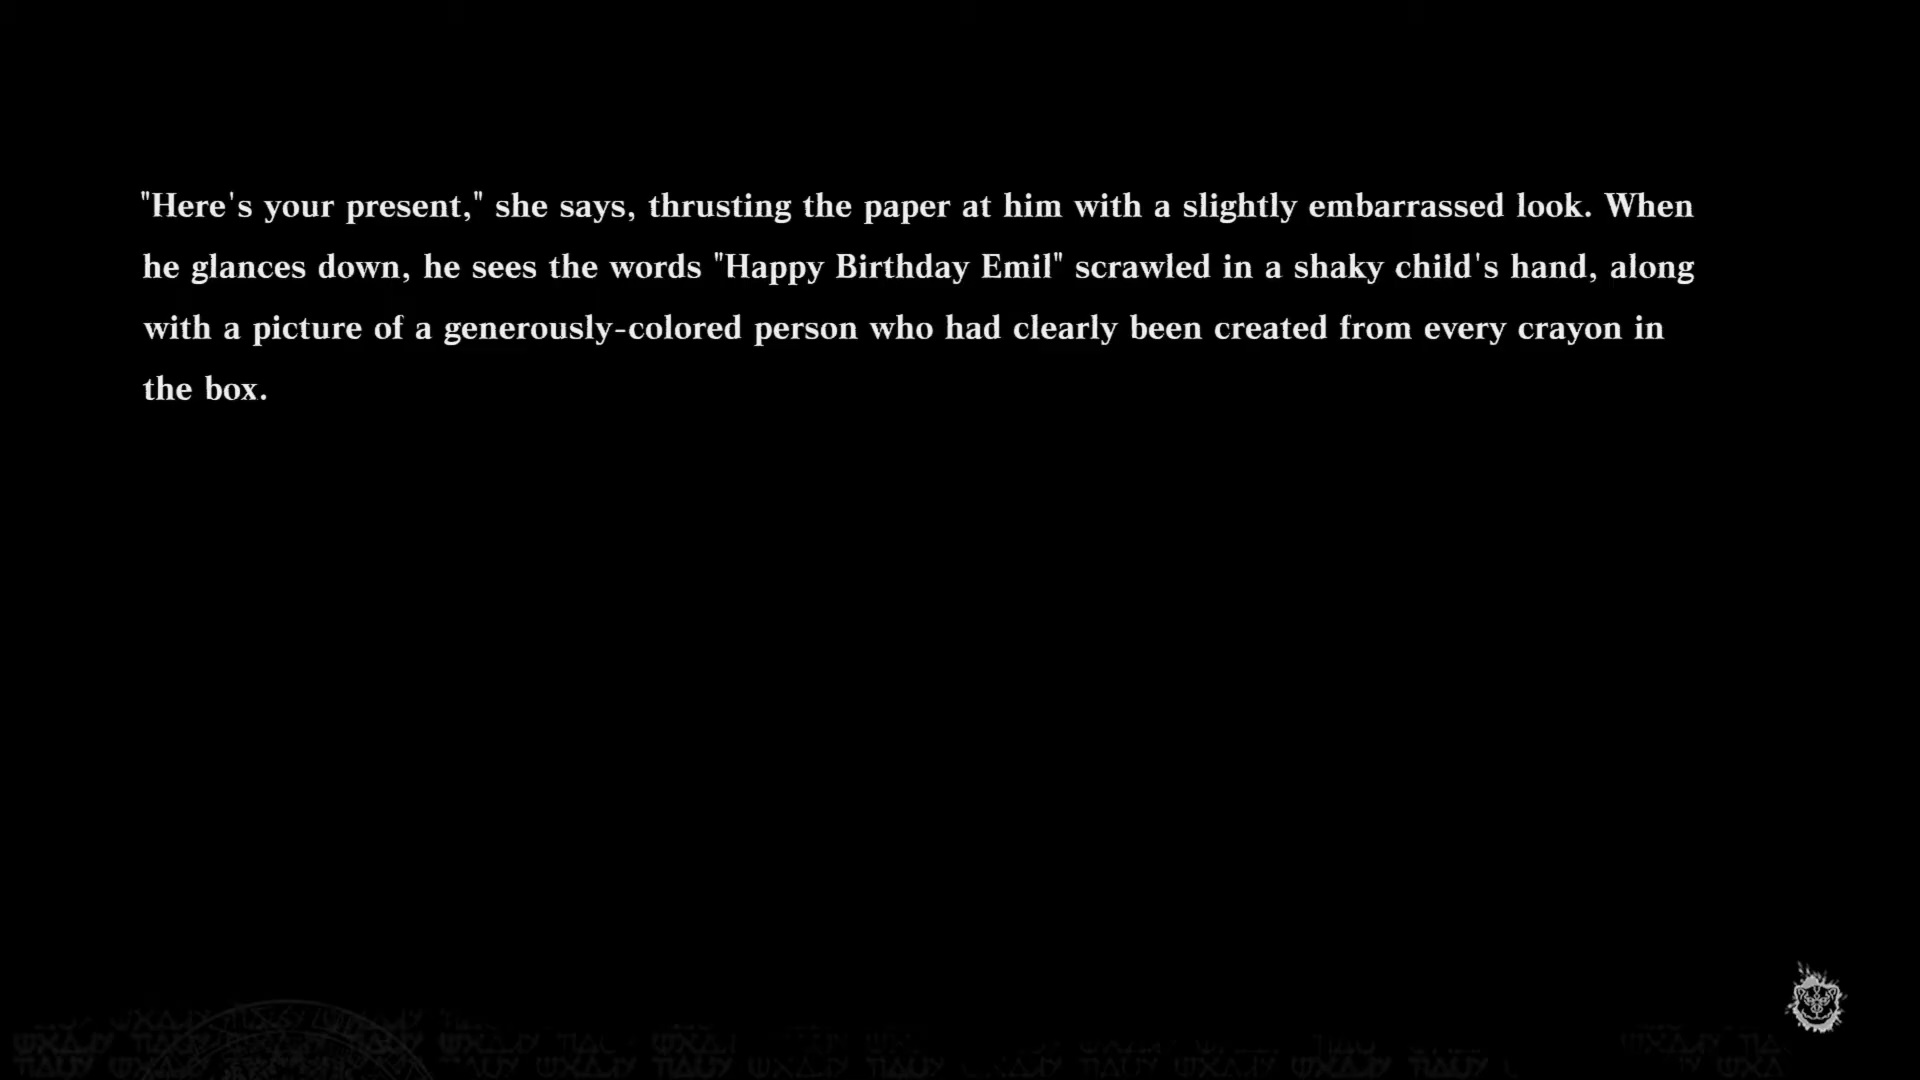 "Here's your present," she says, thrusting the paper at him with a slightly embarrassed look. When
he glances down, he sees the words "Happy Birthday Emil" scrawled in a shaky child's hand, along
with a picture of a generously-colored person who had clearly been created from every crayon in
the box.